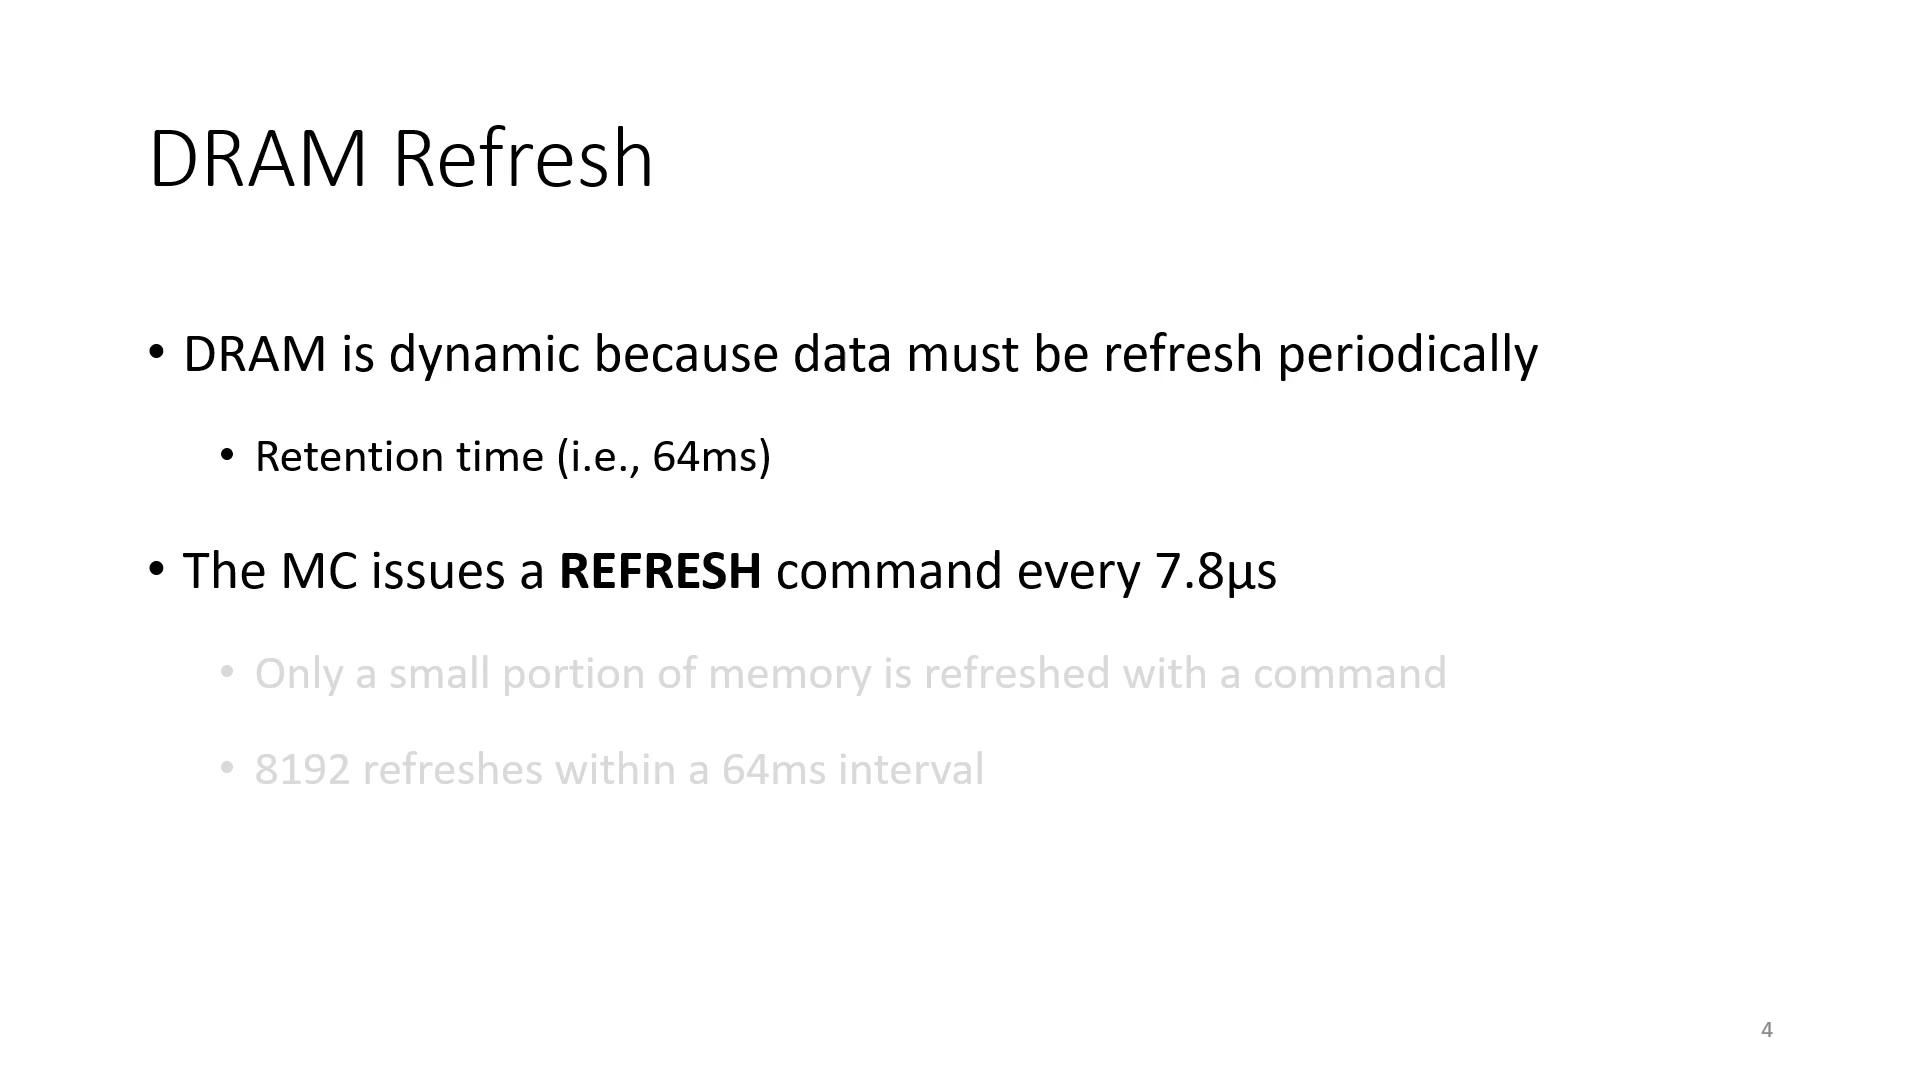 DRAM Refresh
• DRAM is dynamic because data must be refresh periodically
• Retention time (i.e., 64ms)
• The MC issues a REFRESH command every 7.8μs
• Only a small portion of memory is refreshed with a command
• 8192 refreshes within a 64ms interval
4